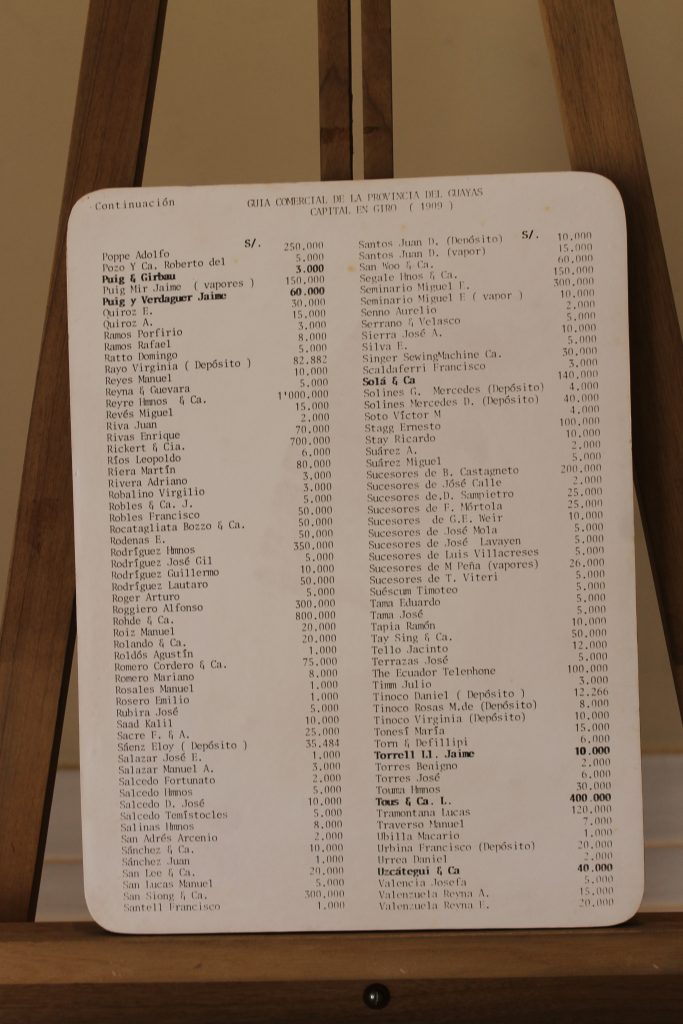 Continuación
GUIA COMERCIAL DE LA PROVINCIA DEL GUAYAS
CAPITAL EN GIRO ( 1909 )
S/.
Poppe Adolfo 250.000
Pozo Y Ca. Roberto del 5.000
Puig & Girbau 3.000
Puig Mir Jaime ( vapores ) 150.000
Puig y Verdaguer Jaime 60.000
Quiroz E. 30.000
Quiroz A. 15.000
Ramos Porfirio 3.000
Ramos Rafael 8.000
Ratto Domingo 5.000
Rayo Virginia ( Depósito ) 82.882
Reyes Manuel 10.000
Reyna & Guevara 5.000
Reyre Hmnos & Ca. 1'000.000
Revés Miguel 15.000
Riva Juan 2.000
Rivas Enrique 70.000
Rickert & Cia. 700.000
Ríos Leopoldo 6.000
Riera Martín 80.000
Rivera Adriano 3.000
Robalino Virgilio 3.000
Robles & Ca. J. 5.000
Robles Francisco 50.000
Rocatagliata Bozzo & Ca. 50.000
Rodenas E. 50.000
Rodríguez Hmnos 350.000
Rodríguez José Gil 5.000
Rodríguez Guillermo 10.000
Rodríguez Lautaro 50.000
Roger Arturo 5.000
Roggiero Alfonso 300.000
Rohde & Ca. 800.000
Roiz Manuel 20.000
Rolando & Ca. 20.000
Roldós Agustín 1.000
Romero Cordero & Ca. 75.000
Romero Mariano 8.000
Rosales Manuel 1.000
Rosero Emilio 1.000
Rubira José 5.000
Saad Kalil 10.000
Sacre F. & A. 25.000
Sáenz Eloy ( Depósito ) 35.484
Salazar José E. 1.000
Salazar Manuel A. 3.000
Salcedo Fortunato 2.000
Salcedo Hmnos 5.000
Salcedo D. José 10.000
Salcedo Temístocles 5.000
Salinas Hmnos 8.000
San Adrés Arcenio 2.000
Sánchez & Ca. 10.000
Sánchez Juan 1.000
San Lee & Ca. 20.000
San Lucas Manuel 5.000
San Siong & Ca. 300.000
Santell Francisco 1.000
S/.
Santos Juan D. (Depósito) 10.000
Santos Juan D. (vapor) 15.000
San Woo & Ca. 60.000
Segale Hnos & Ca. 150.000
Seminario Miguel E. 300.000
Seminario Miguel E ( vapor ) 10.000
Senno Aurelio 2.000
Serrano & Velasco 5.000
Sierra José A. 10.000
Silva E. 5.000
Singer SewingMachine Ca. 30.000
Scaldaferri Francisco 3.000
Solá & Ca 140.000
Solines G. Mercedes (Depósito) 4.000
Solines Mercedes D. (Depósito) 40.000
Soto Víctor M 4.000
Stagg Ernesto 100.000
Stay Ricardo 10.000
Suárez A. 2.000
Suárez Miguel 5.000
Sucesores de B. Castagneto 200.000
Sucesores de José Calle 2.000
Sucesores de.D. Sampietro 25.000
Sucesores de F. Mórtola 25.000
Sucesores de G.E. Weir 10.000
Sucesores de José Mola 5.000
Sucesores de José Lavayen 5.000
Sucesores de Luis Villacreses 5.000
Sucesores de M Peña (vapores) 26.000
Sucesores de T. Viteri 5.000
Suéscum Timoteo 5.000
Tama Eduardo 5.000
Tama José 5.000
Tapia Ramón 10.000
Tay Sing & Ca. 50.000
Tello Jacinto 12.000
Terrazas José 5.000
The Ecuador Telephone 100.000
Timm Julio 3.000
Tinoco Daniel ( Depósito ) 12.266
Tinoco Rosas M.de (Depósito) 8.000
Tinoco Virginia (Depósito) 10.000
Tonesí María 15.000
Torn & Defillipi 6.000
Torrell Ll. Jaime 10.000
Torres Benigno 2.000
Torres José 6.000
Touma Hmnos 30.000
Tous & Ca. L. 400.000
Tramontana Lucas 120.000
Traverso Manuel 7.000
Ubilla Macario 1.000
Urbina Francisco (Depósito) 20.000
Urrea Daniel 2.000
Uzcátegui & Ca 40.000
Valencia Josefa 5.000
Valenzuela Reyna A. 15.000
Valenzuela Reyna E. 20.000